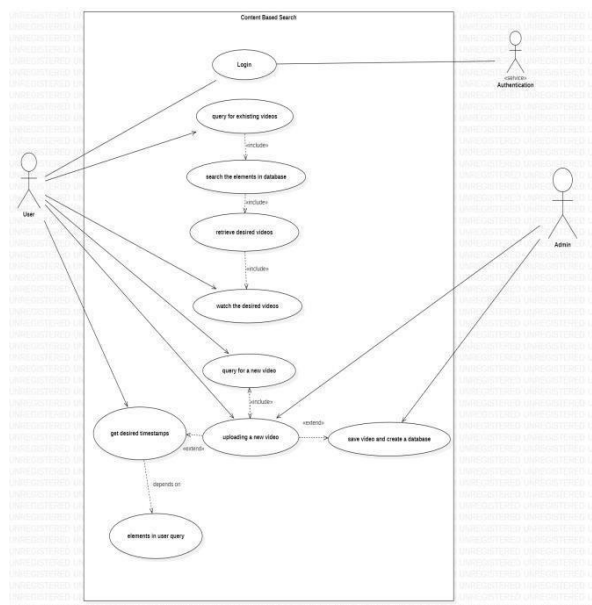 Content Based Search
Login
«service»
Authentication
query for exhisting videos
«include»
search the elements in database
«include»
User
retrieve desired videos
Admin
«include»
watch the desired videos
query for a new video
«include»
«extend»
get desired timestamps
uploading a new video
save video and create a database
«extend»
depends on
elements in user query